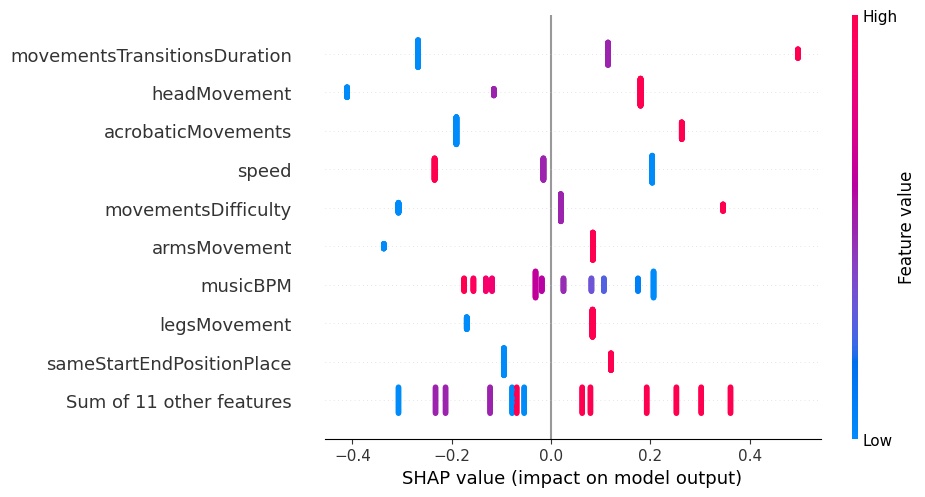 High
movementsTransitionsDuration
headMovement
acrobaticMovements
speed
movementsDifficulty
armsMovement
musicBPM
legsMovement
sameStartEndPositionPlace
Sum of 11 other features
Feature value
Low
−0.4 −0.2 0.0 0.2 0.4
SHAP value (impact on model output)